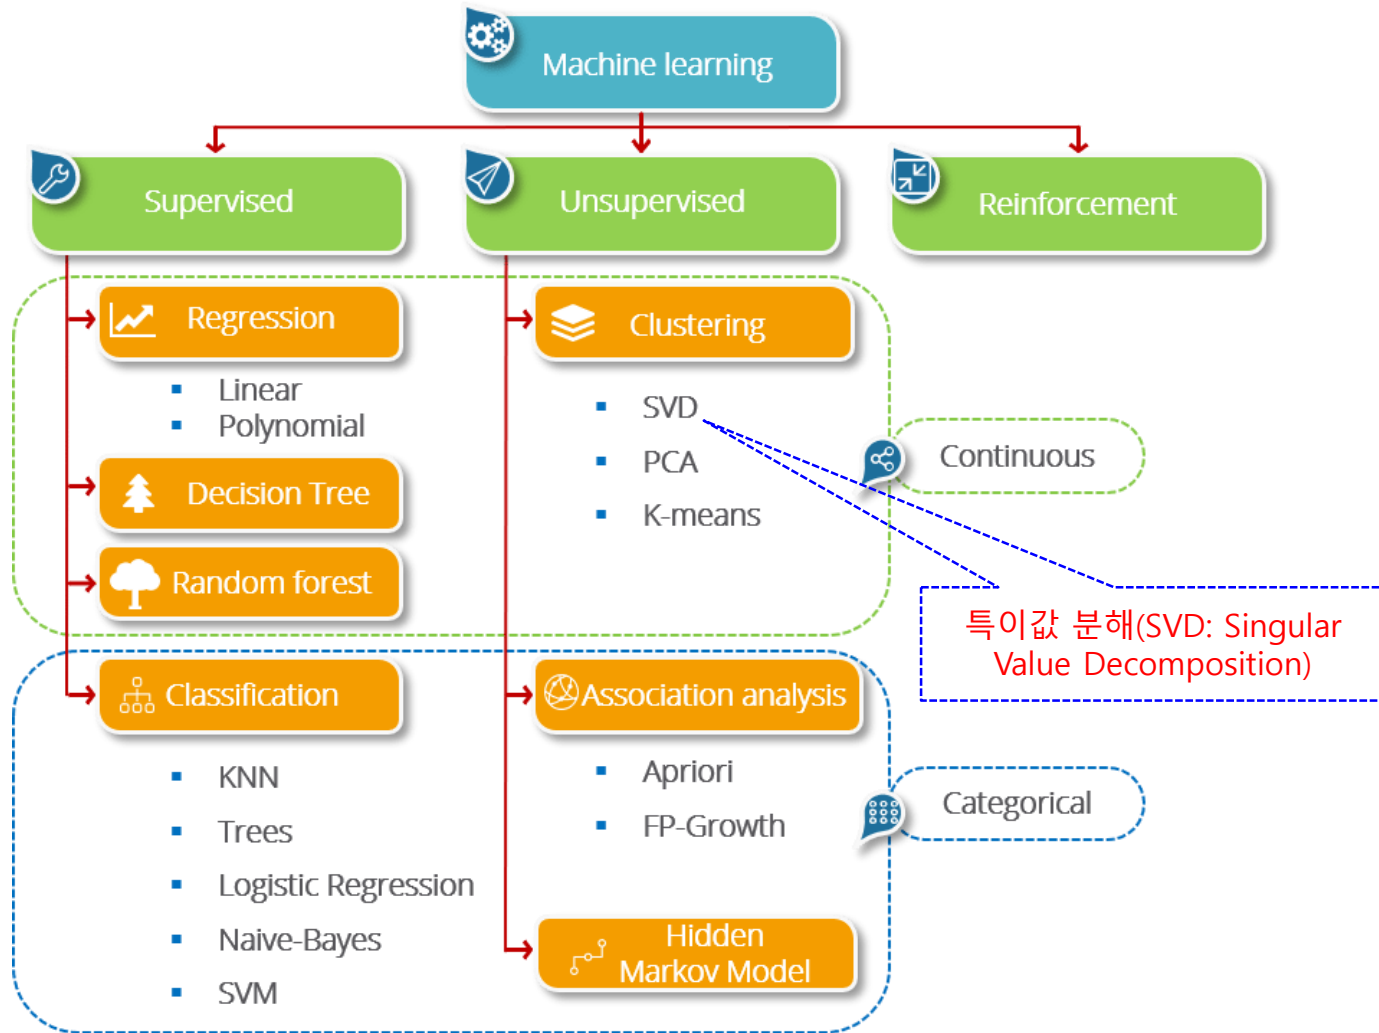 Machine learning
Supervised
Unsupervised
Reinforcement
Regression
Linear
Polynomial
Decision Tree
Random forest
Clustering
SVD
PCA
K-means
Continuous
특이값 분해(SVD: Singular
Value Decomposition)
Classification
KNN
Trees
Logistic Regression
Naive-Bayes
SVM
Association analysis
Apriori
FP-Growth
Hidden
Markov Model
Categorical